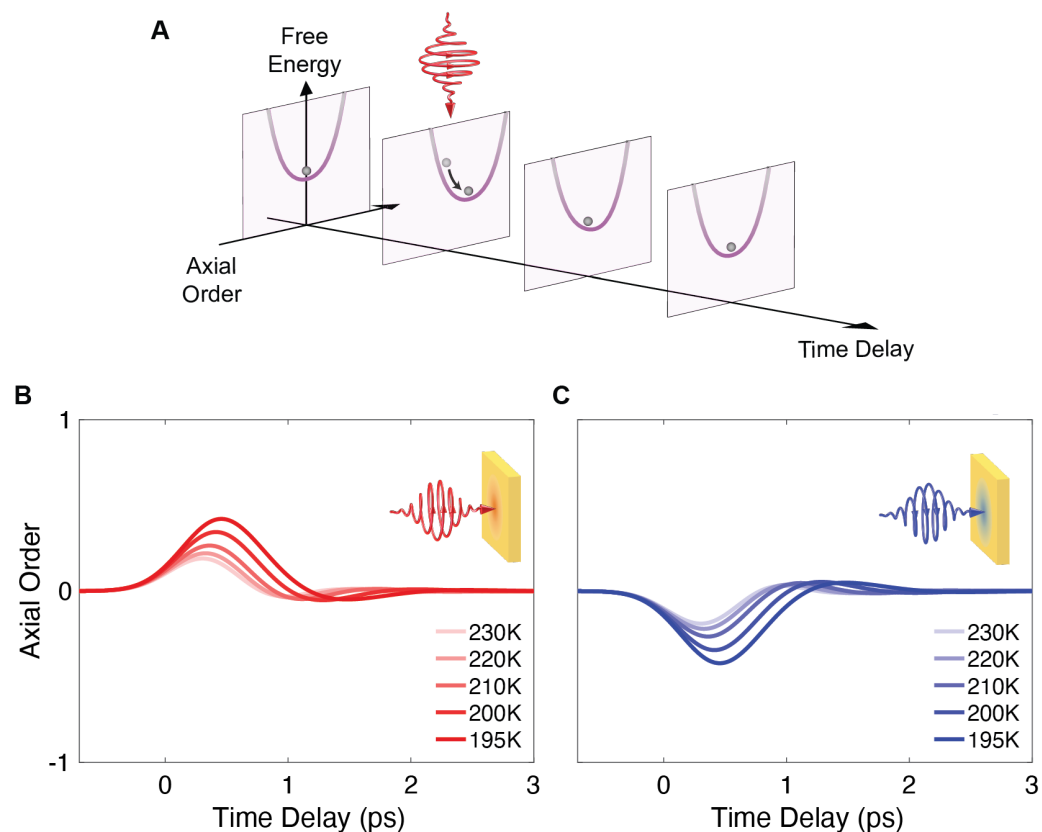 A
Free
Energy
Axial
Order
Time Delay
B
C
1
0
-1
Axial Order
230K
220K
210K
200K
195K
0
1
2
3
Time Delay (ps)
230K
220K
210K
200K
195K
0
1
2
3
Time Delay (ps)